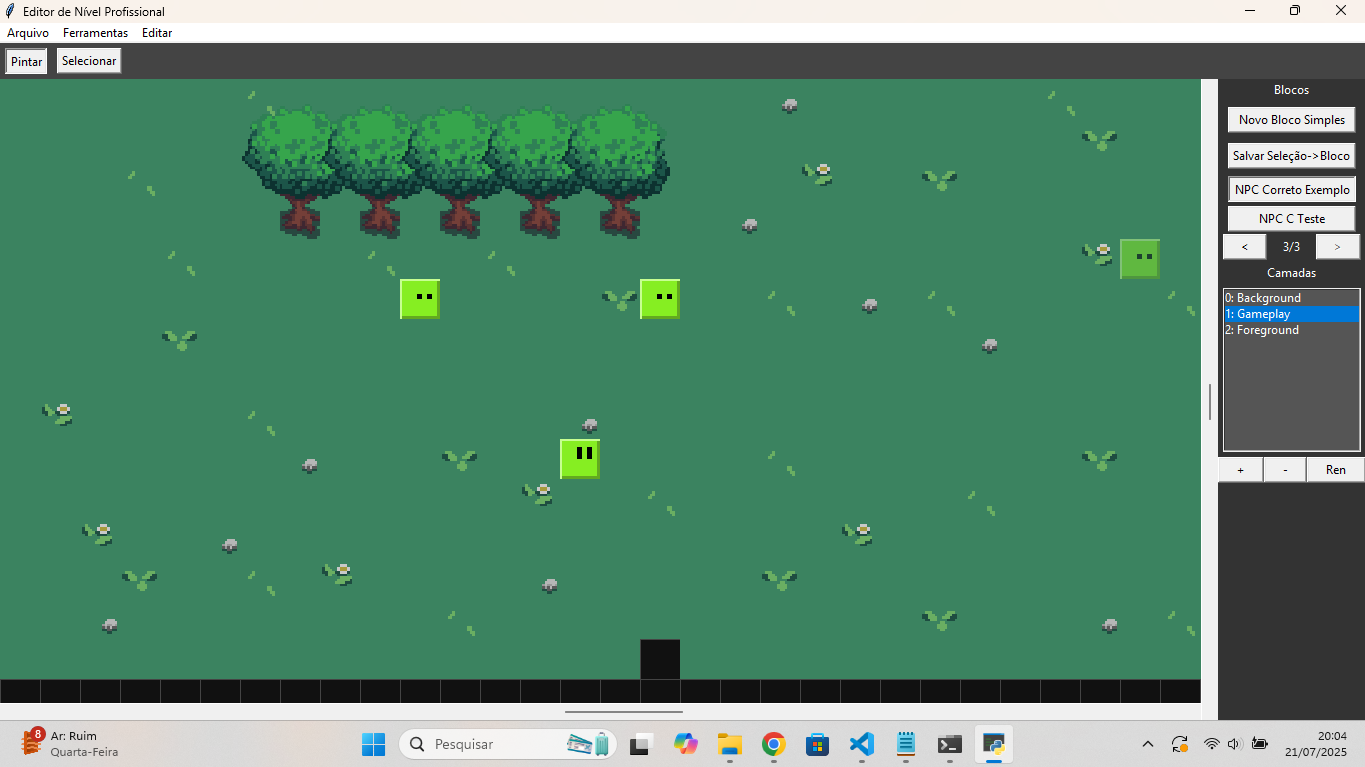 Editor de Nível Profissional
Arquivo Ferramentas Editar
Pintar Selecionar
Blocos
Novo Bloco Simples
Salvar Seleção->Bloco
NPC Correto Exemplo
NPC C Teste
< 3/3 >
Camadas
0: Background
1: Gameplay
2: Foreground
+ - Ren
8
Ar: Ruim
Quarta-Feira
Pesquisar
20:04
21/07/2025